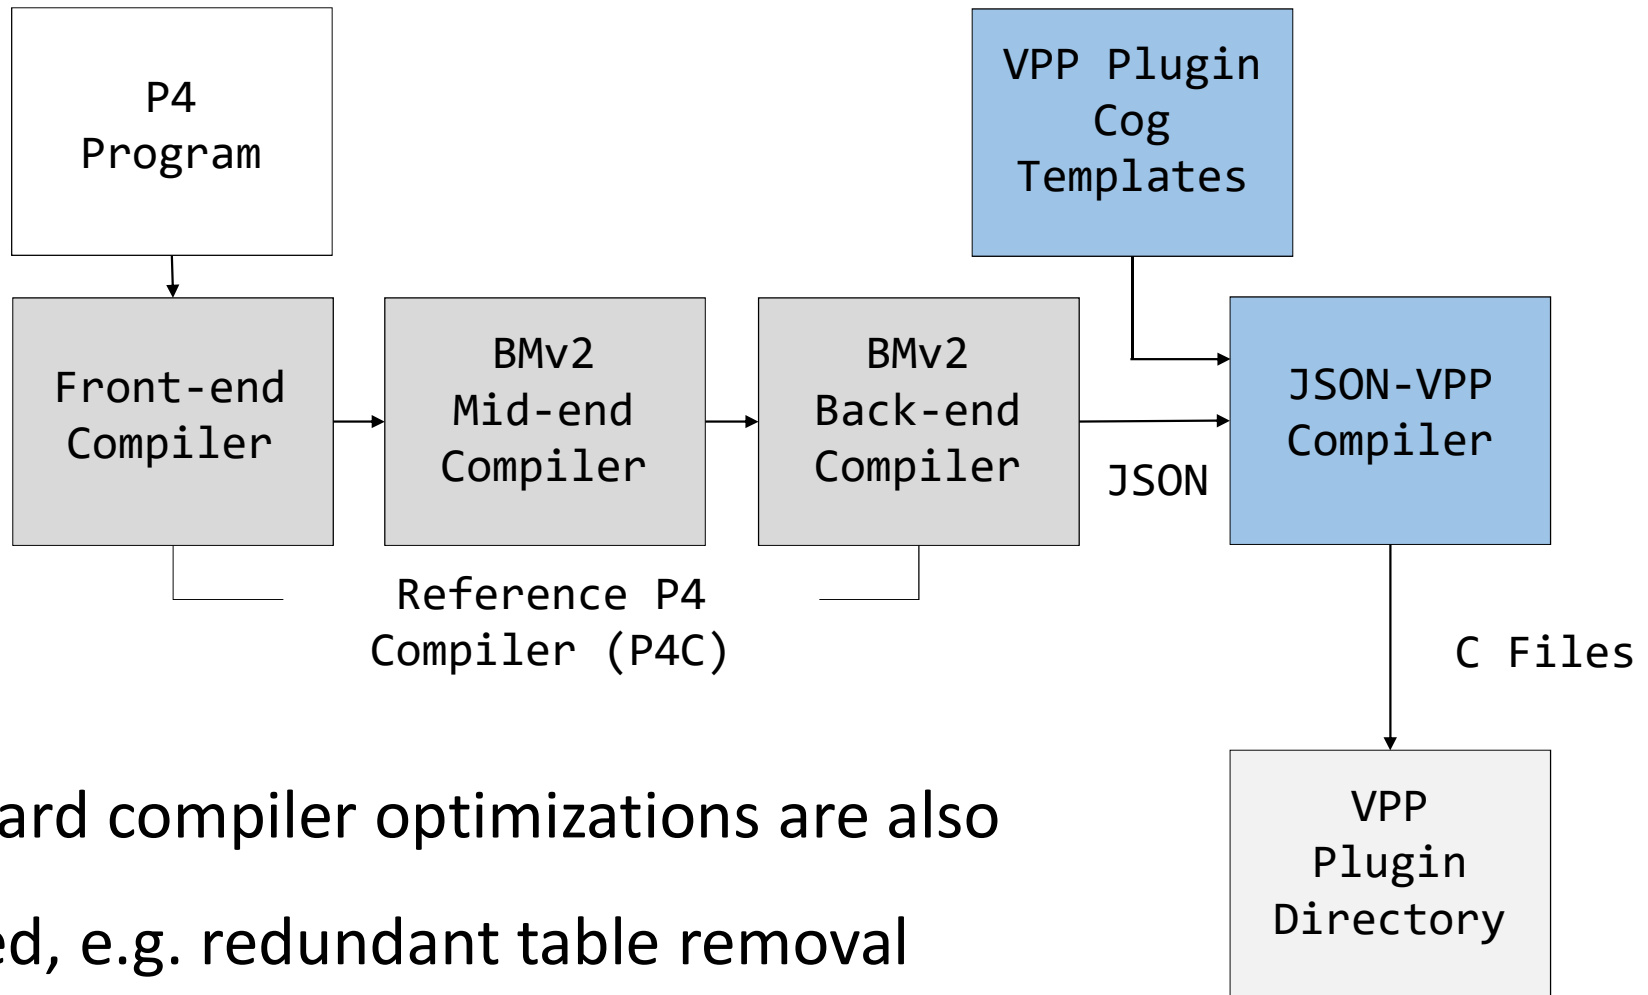 P4
Program
VPP Plugin
Cog
Templates
Front-end
Compiler
BMv2
Mid-end
Compiler
BMv2
Back-end
Compiler
JSON
JSON-VPP
Compiler
Reference P4
Compiler (P4C)
C Files
VPP
Plugin
Directory
ard compiler optimizations are also
ed, e.g. redundant table removal